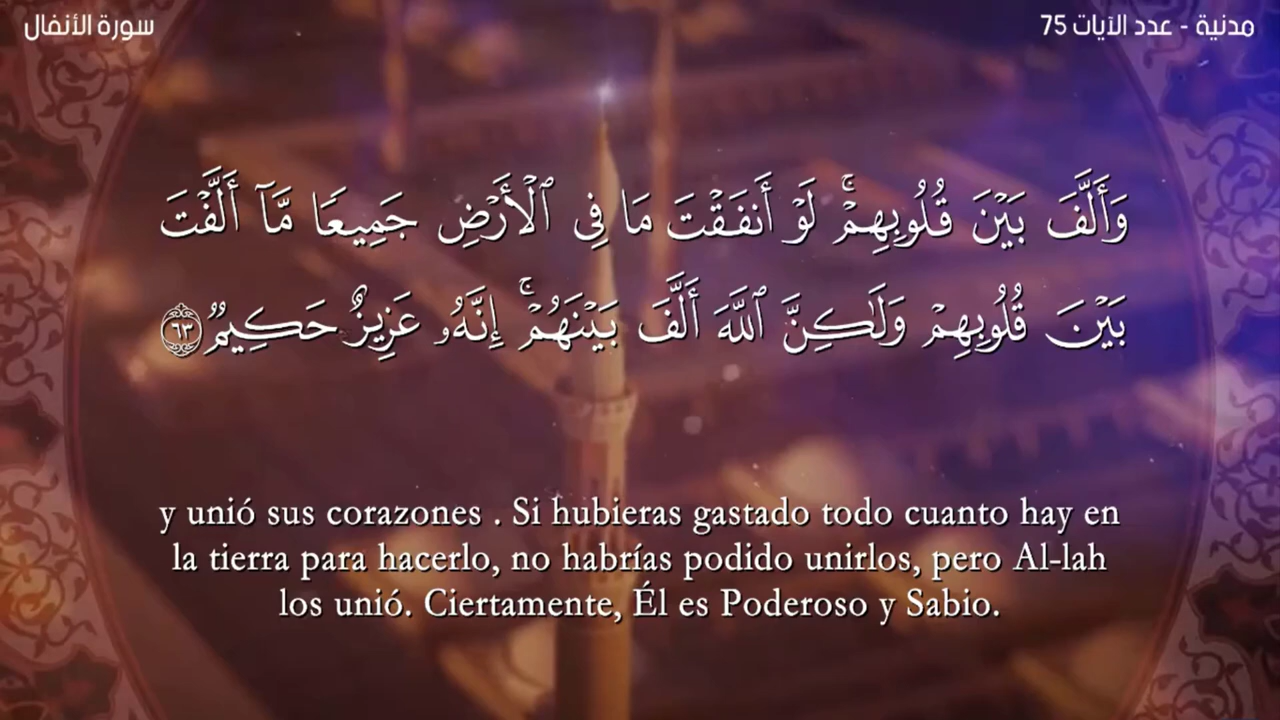 سورة الأنفال
مدنية - عدد الآيات 75
وَأَلَّفَ بَيۡنَ قُلُوبِهِمۡۚ لَوۡ أَنفَقۡتَ مَا فِي ٱلۡأَرۡضِ جَمِيعٗا مَّآ أَلَّفۡتَ
بَيۡنَ قُلُوبِهِمۡ وَلَٰكِنَّ ٱللَّهَ أَلَّفَ بَيۡنَهُمۡۚ إِنَّهُۥ عَزِيزٌ حَكِيمٞ ٦٣
y unió sus corazones . Si hubieras gastado todo cuanto hay en
la tierra para hacerlo, no habrías podido unirlos, pero Al-lah
los unió. Ciertamente, Él es Poderoso y Sabio.